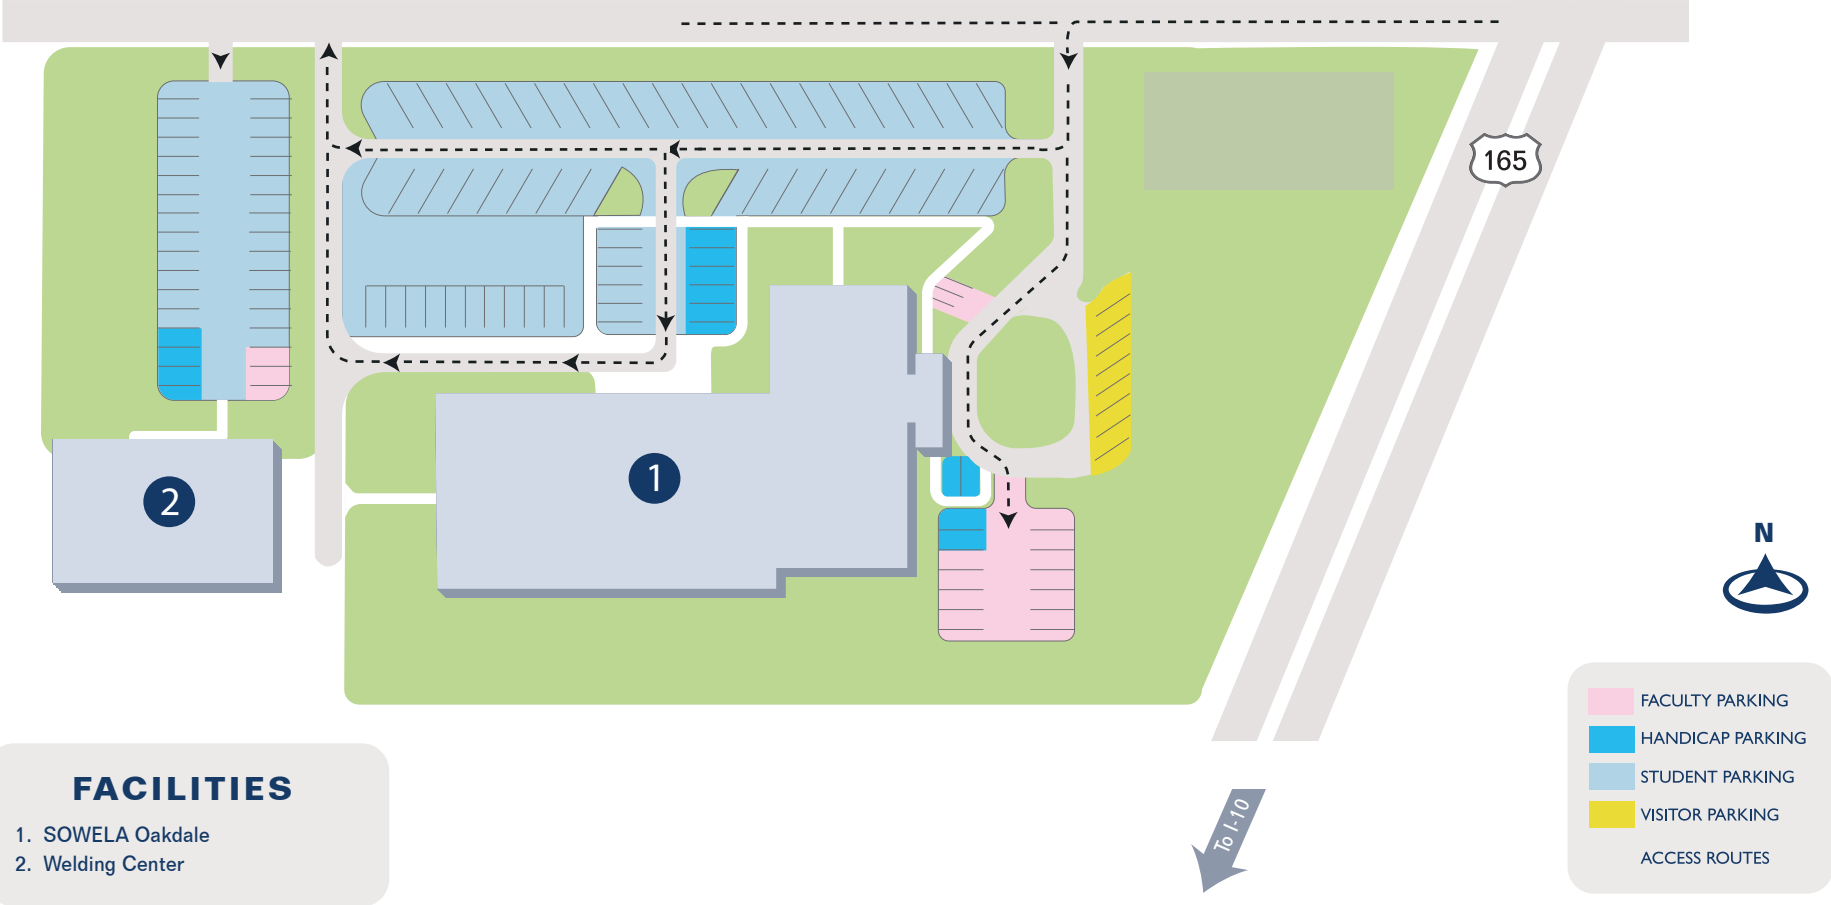 165
1
2
N
FACULTY PARKING
HANDICAP PARKING
STUDENT PARKING
VISITOR PARKING
ACCESS ROUTES
FACILITIES
1. SOWELA Oakdale
2. Welding Center
To I-10